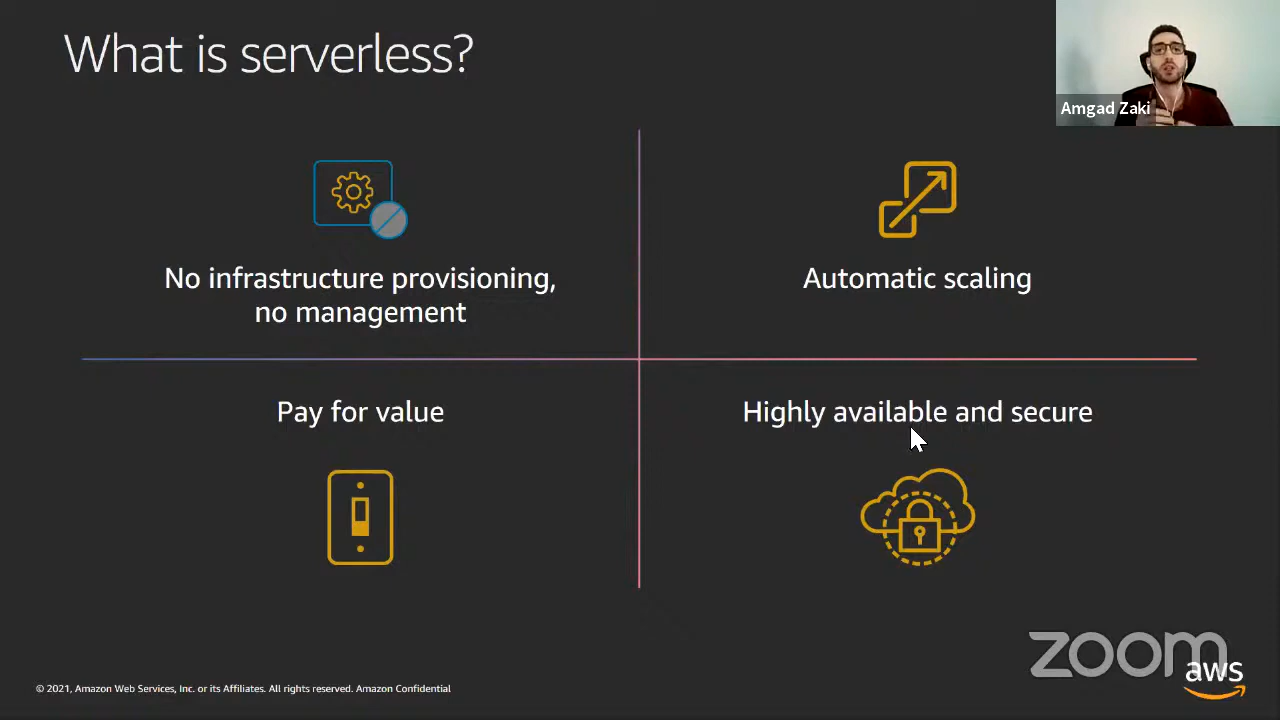 What is serverless?
Amgad Zaki
No infrastructure provisioning,
no management
Automatic scaling
Pay for value
Highly available and secure
zoom
aws
© 2021, Amazon Web Services, Inc. or its Affiliates. All rights reserved. Amazon Confidential